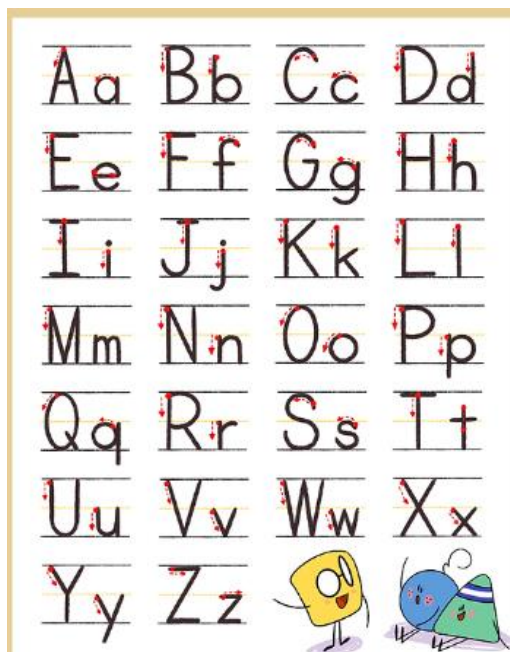 Aa Bb Cc Dd
Ee Ff Gg Hh
Ii Jj Kk Ll
Mm Nn Oo Pp
Qq Rr Ss Tt
Uu Vv Ww Xx
Yy Zz